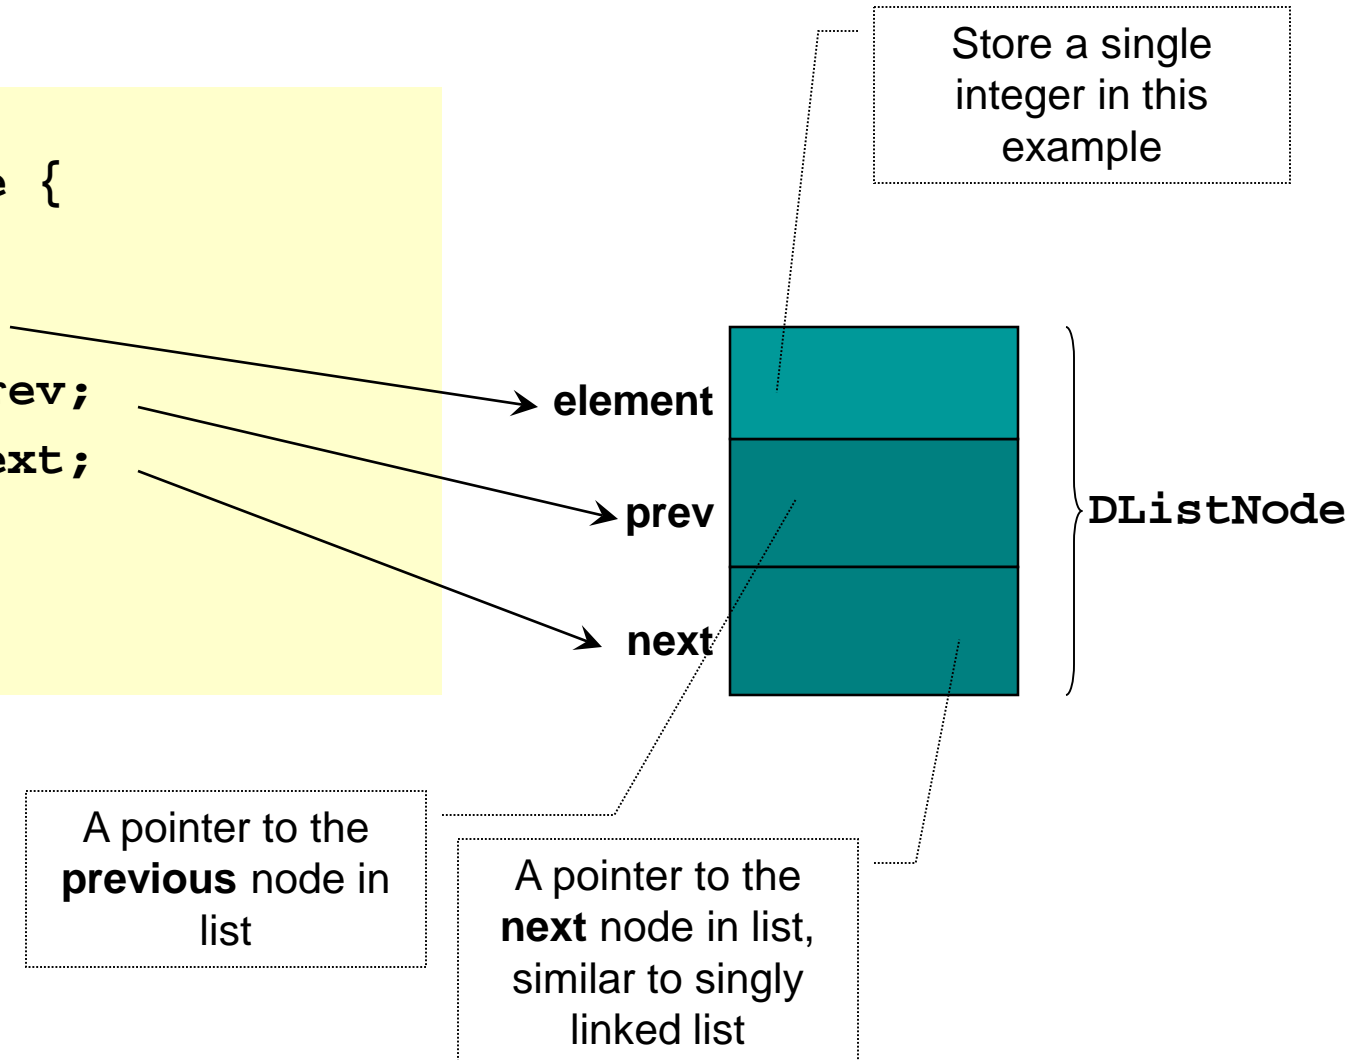 Store a single
integer in this
example
e {
rev;
ext;
element
prev
next
DListNode
A pointer to the
previous node in
list
A pointer to the
next node in list,
similar to singly
linked list